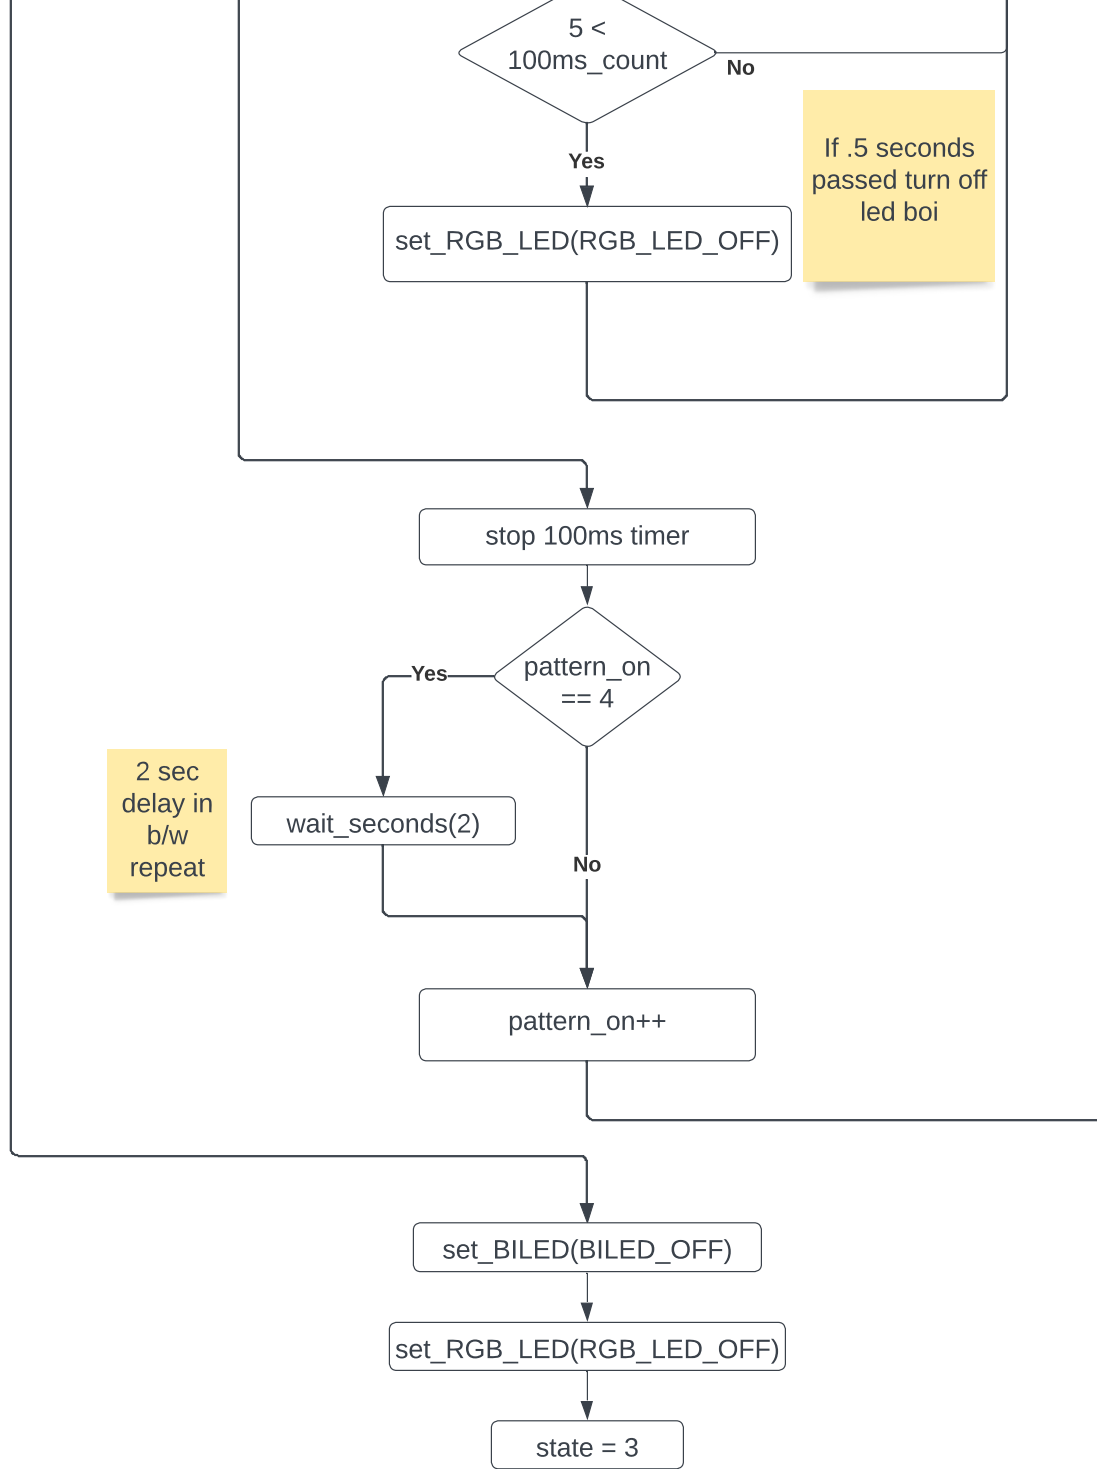 5 <
100ms_count
No
If .5 seconds
passed turn off
led boi
Yes
set_RGB_LED(RGB_LED_OFF)
stop 100ms timer
pattern_on
== 4
Yes
2 sec
delay in
b/w
repeat
wait_seconds(2)
No
pattern_on++
set_BILED(BILED_OFF)
set_RGB_LED(RGB_LED_OFF)
state = 3